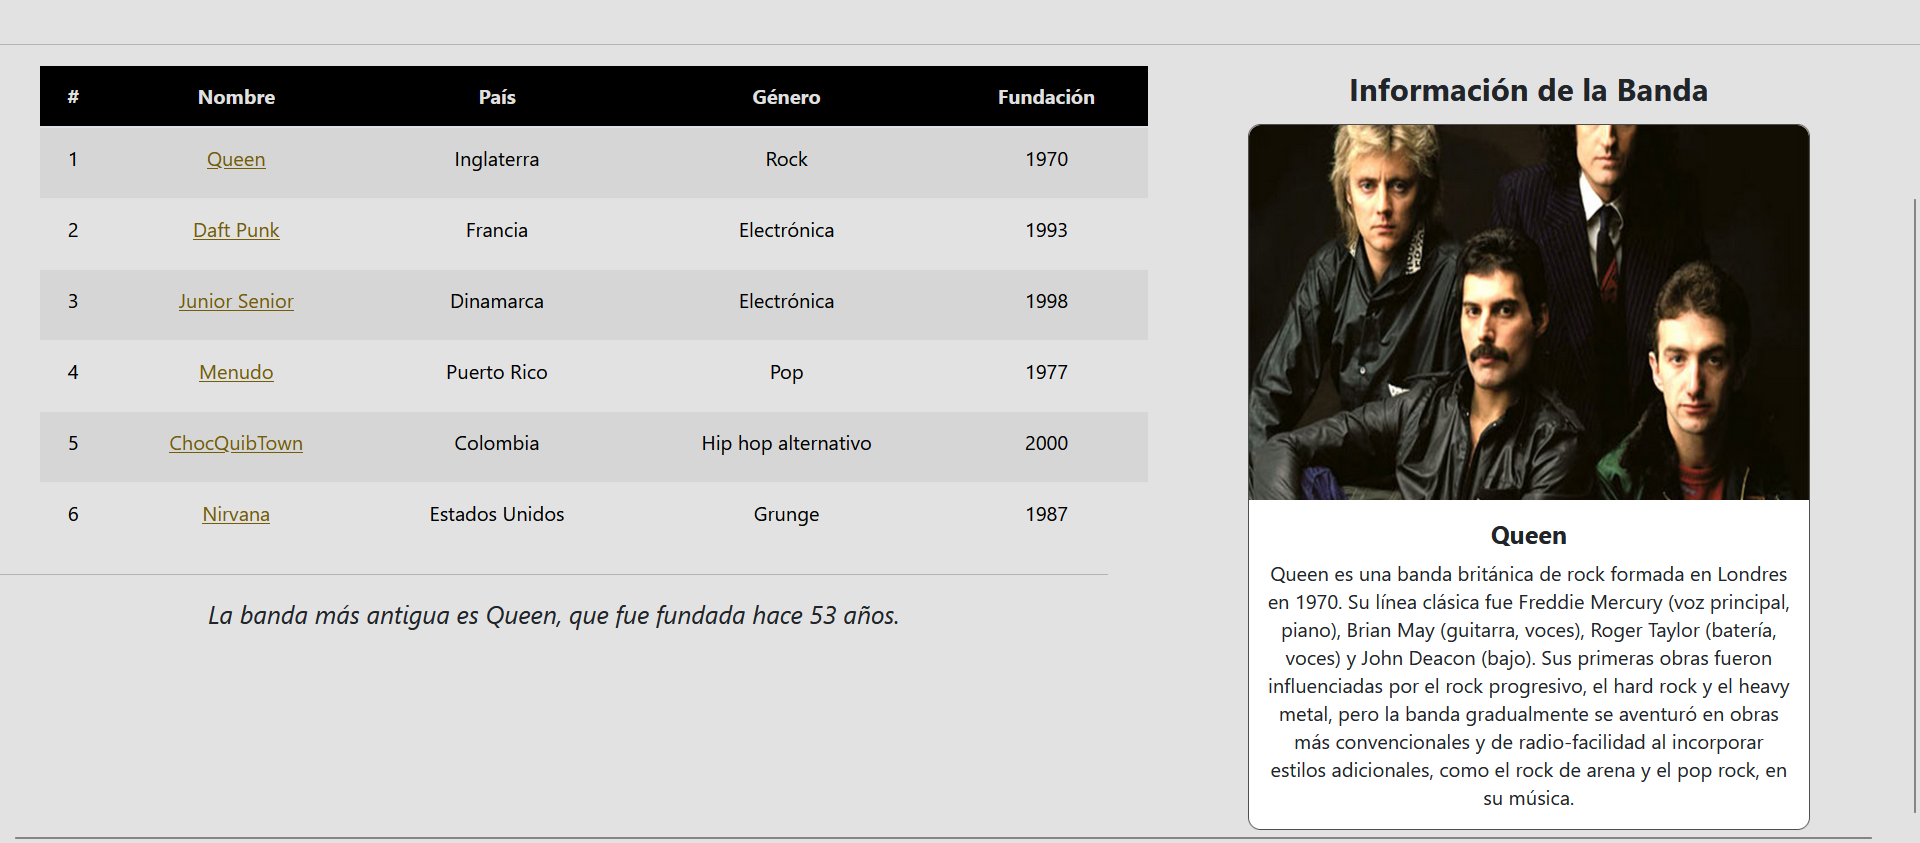 # Nombre País Género Fundación
1 Queen Inglaterra Rock 1970
2 Daft Punk Francia Electrónica 1993
3 Junior Senior Dinamarca Electrónica 1998
4 Menudo Puerto Rico Pop 1977
5 ChocQuibTown Colombia Hip hop alternativo 2000
6 Nirvana Estados Unidos Grunge 1987
La banda más antigua es Queen, que fue fundada hace 53 años.
Información de la Banda
Queen
Queen es una banda británica de rock formada en Londres
en 1970. Su línea clásica fue Freddie Mercury (voz principal,
piano), Brian May (guitarra, voces), Roger Taylor (batería,
voces) y John Deacon (bajo). Sus primeras obras fueron
influenciadas por el rock progresivo, el hard rock y el heavy
metal, pero la banda gradualmente se aventuró en obras
más convencionales y de radio-facilidad al incorporar
estilos adicionales, como el rock de arena y el pop rock, en
su música.